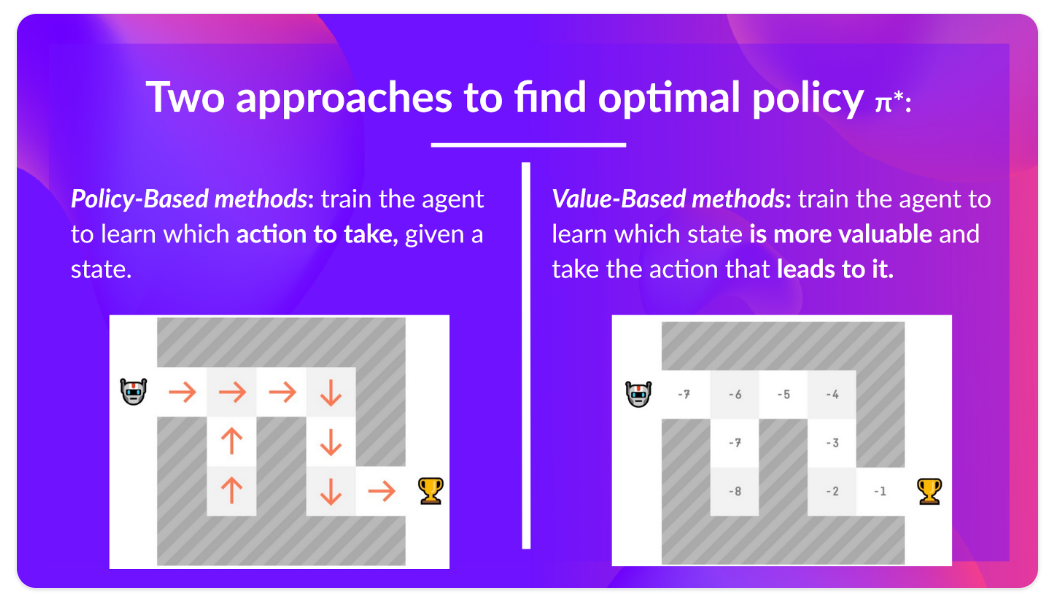 Two approaches to find optimal policy π*:
Policy-Based methods: train the agent
to learn which action to take, given a
state.
Value-Based methods: train the agent to
learn which state is more valuable and
take the action that leads to it.
-7 -6 -5 -4
-7 -3
-8 -2 -1